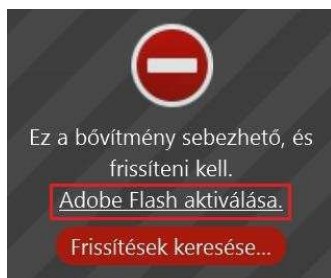 Ez a bővítmény sebezhető, és
frissíteni kell.
Adobe Flash aktiválása.
Frissítések keresése...